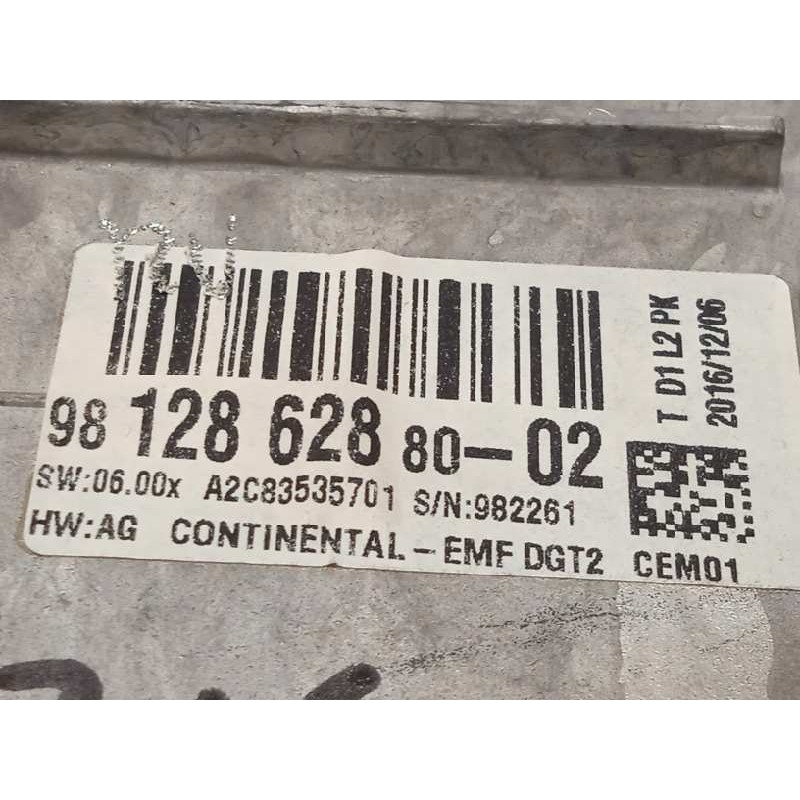 98 128 628 80-02
SW:06.00x A2C83535701 S/N:982261
HW:AG CONTINENTAL-EMF DGT2 CEM01
T D1 L2 PK
2016/12/06